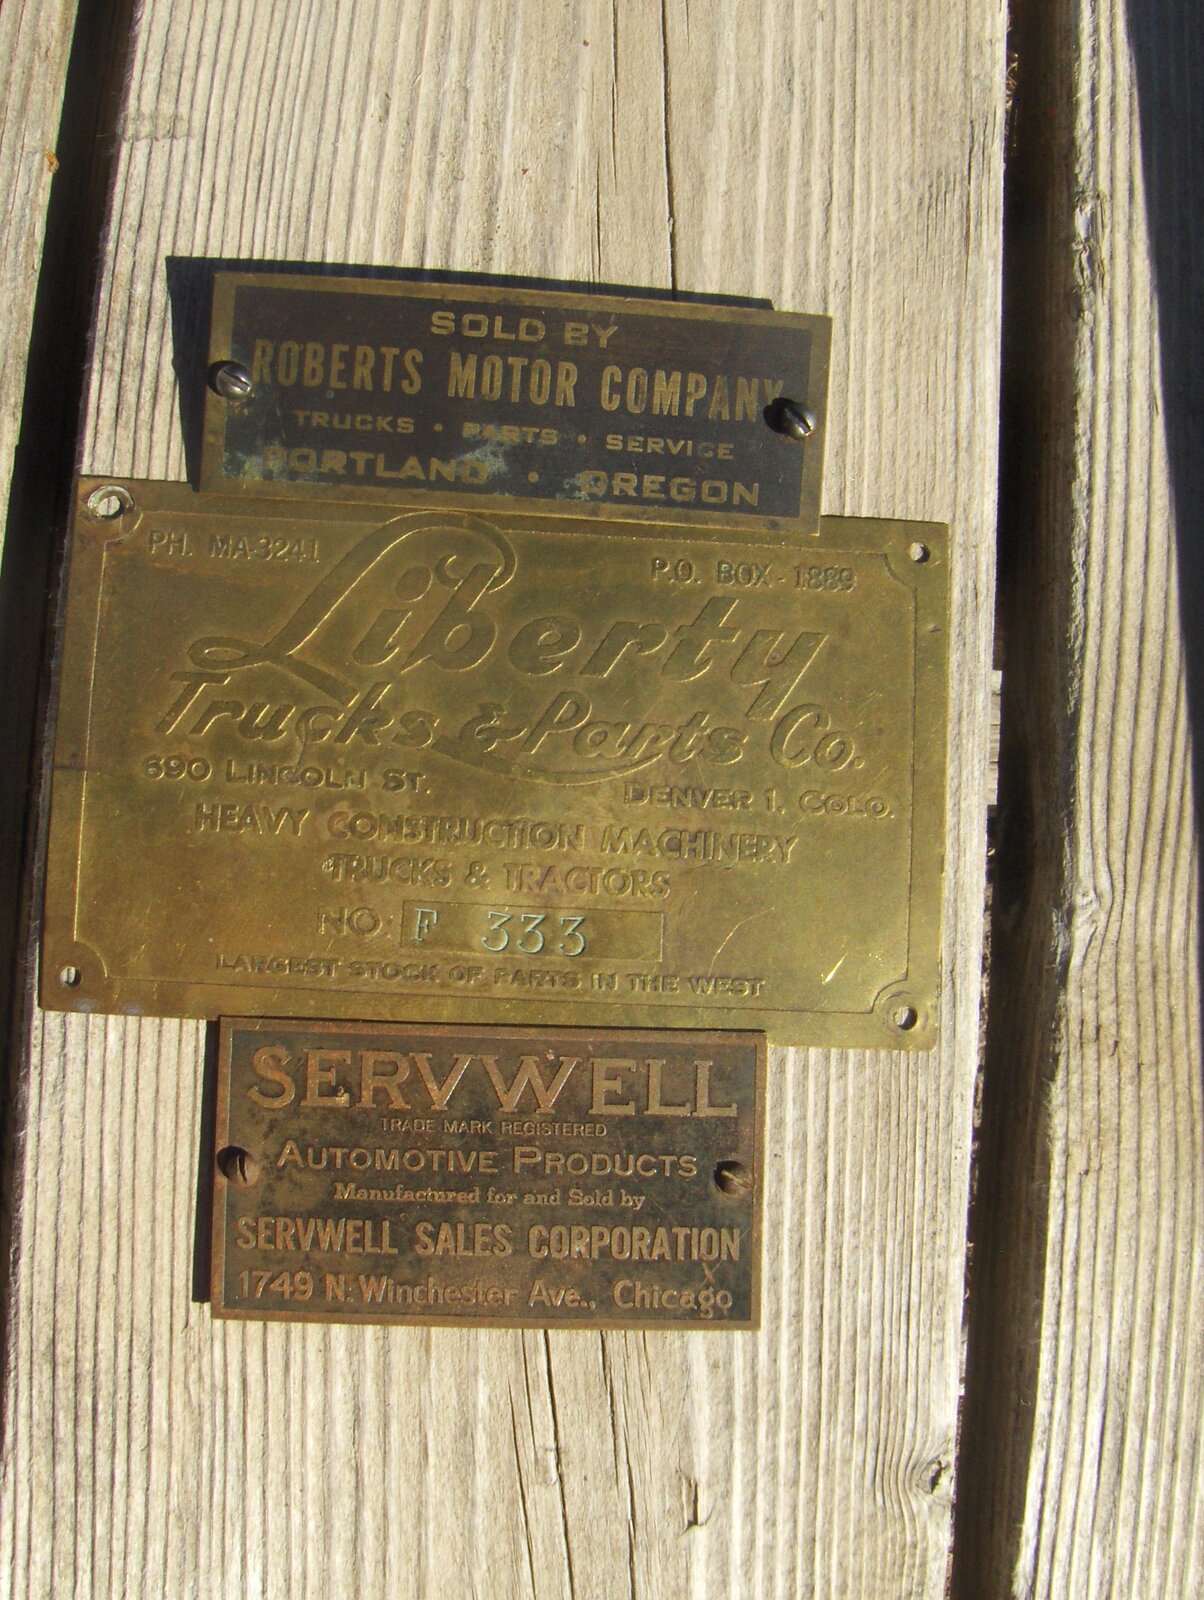 SOLD BY
ROBERTS MOTOR COMPANY
TRUCKS • PARTS • SERVICE
PORTLAND • OREGON
PH. MA-3241 P.O. BOX - 1889
Liberty
Trucks & Parts Co.
690 LINCOLN ST. DENVER 1, COLO.
HEAVY CONSTRUCTION MACHINERY
TRUCKS & TRACTORS
NO. F 333
LARGEST STOCK OF PARTS IN THE WEST
SERVWELL
TRADE MARK REGISTERED
AUTOMOTIVE PRODUCTS
Manufactured for and Sold by
SERVWELL SALES CORPORATION
1749 N. Winchester Ave., Chicago